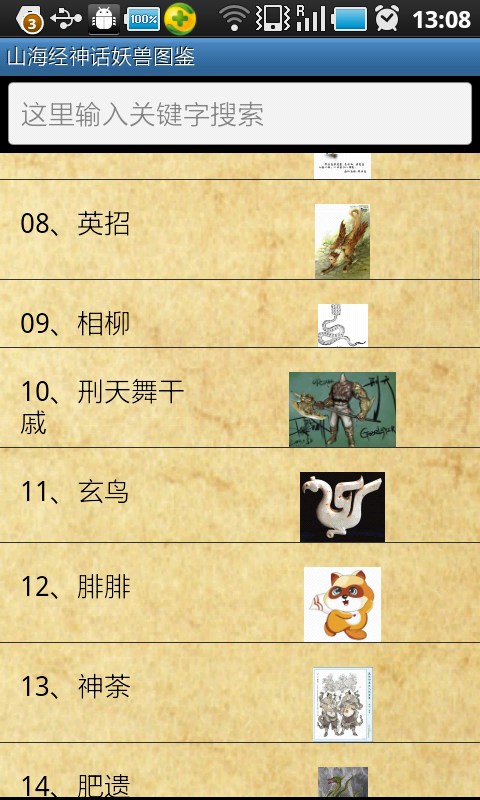 3
100%
R
13:08
山海经神话妖兽图鉴
这里输入关键字搜索
08、英招
09、相柳
10、刑天舞干
戚
11、玄鸟
12、腓腓
13、神荼
14、肥遗